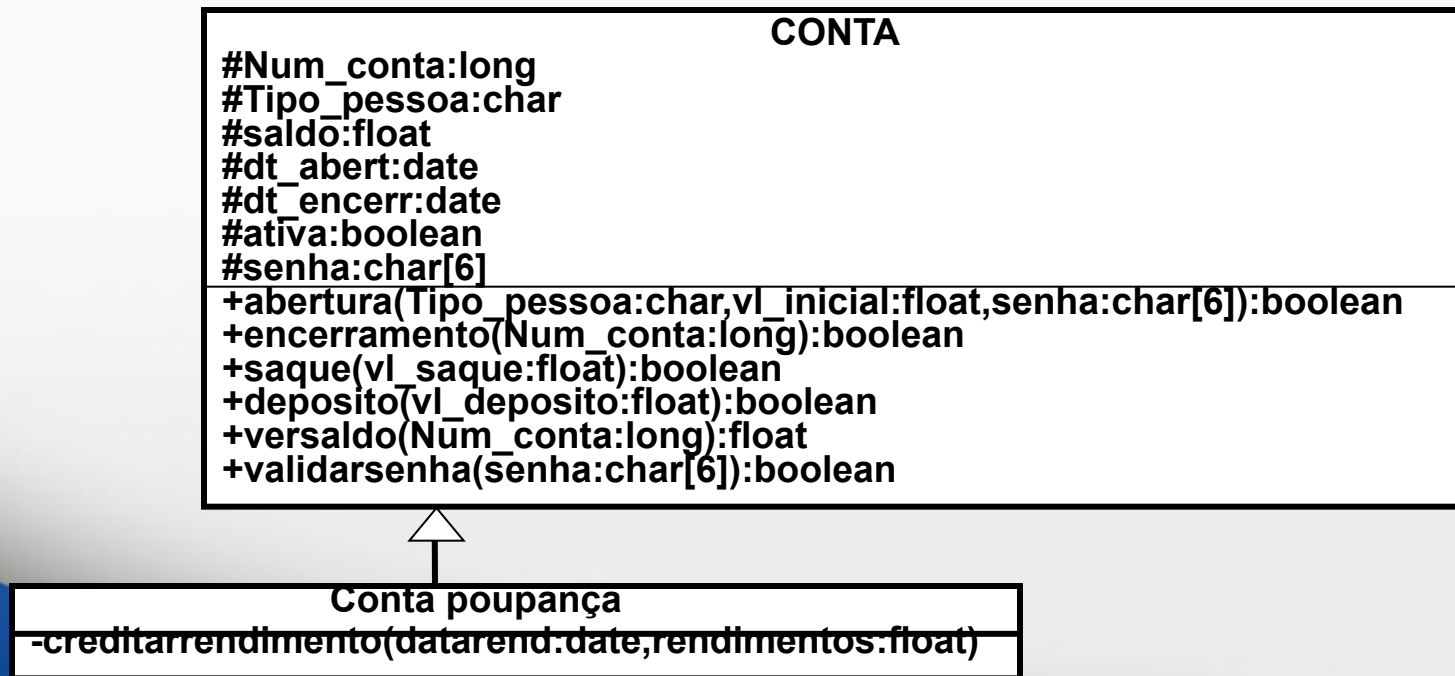 CONTA
#Num_conta:long
#Tipo_pessoa:char
#saldo:float
#dt_abert:date
#dt_encerr:date
#ativa:boolean
#senha:char[6]
+abertura(Tipo_pessoa:char,vl_inicial:float,senha:char[6]):boolean
+encerramento(Num_conta:long):boolean
+saque(vl_saque:float):boolean
+deposito(vl_deposito:float):boolean
+versaldo(Num_conta:long):float
+validarsenha(senha:char[6]):boolean
Conta poupança
-creditarrendimento(datarend:date,rendimentos:float)